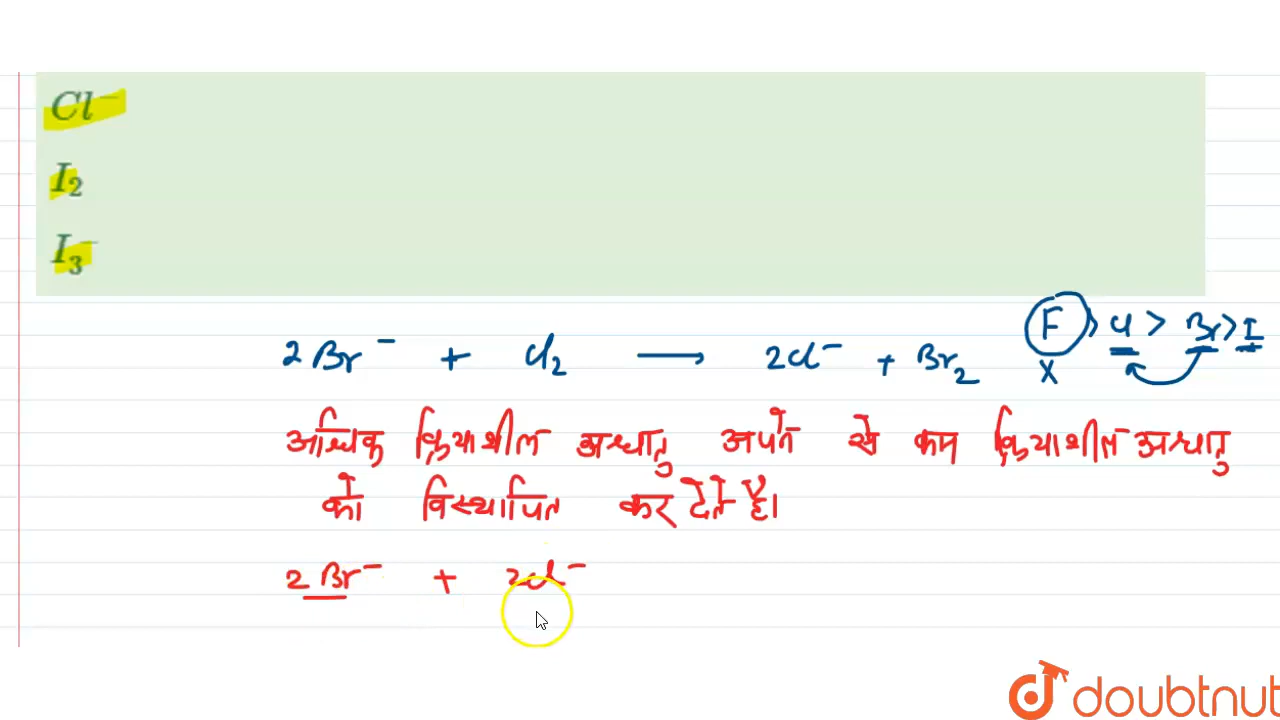 Cl⁻
I₂
I₃⁻
F > Cl > Br > I
X
2Br⁻ + Cl₂ → 2Cl⁻ + Br₂
अधिक क्रियाशील अधातु अपने से कम क्रियाशील अधातु
को विस्थापित कर देते है।
2Br⁻ + 2Cl⁻
doubtnut